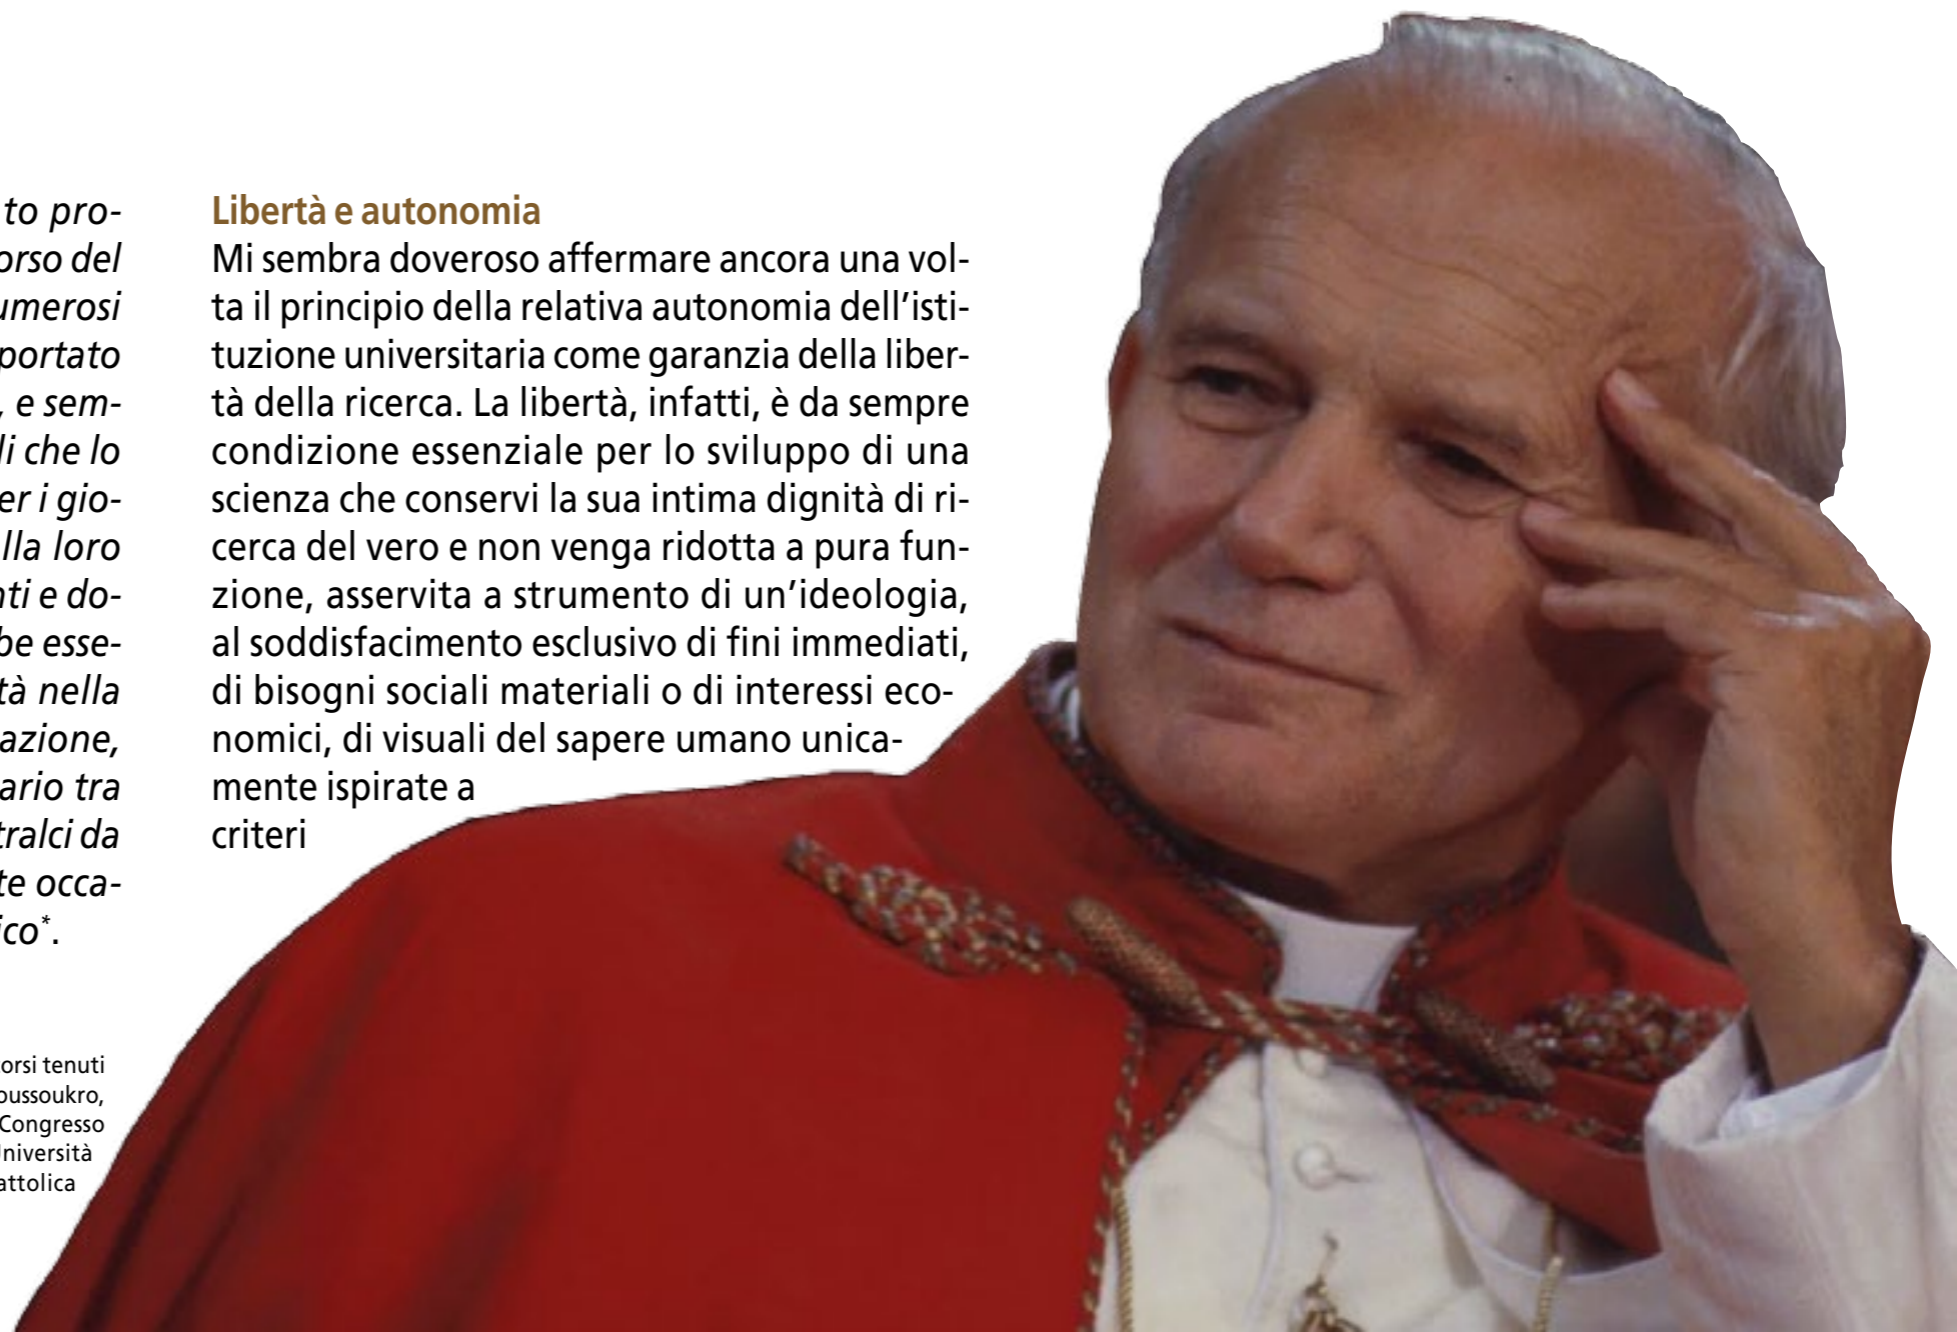 to pro-
orso del
umerosi
portato
, e sem-
li che lo
er i gio-
lla loro
ti e do-
be esse-
tà nella
azione,
ario tra
tralci da
te occa-
ico*.
orsi tenuti
oussoukro,
Congresso
Università
attolica
Libertà e autonomia
Mi sembra doveroso affermare ancora una vol-
ta il principio della relativa autonomia dell'isti-
tuzione universitaria come garanzia della liber-
tà della ricerca. La libertà, infatti, è da sempre
condizione essenziale per lo sviluppo di una
scienza che conservi la sua intima dignità di ri-
cerca del vero e non venga ridotta a pura fun-
zione, asservita a strumento di un'ideologia,
al soddisfacimento esclusivo di fini immediati,
di bisogni sociali materiali o di interessi eco-
nomici, di visuali del sapere umano unica-
mente ispirate a
criteri